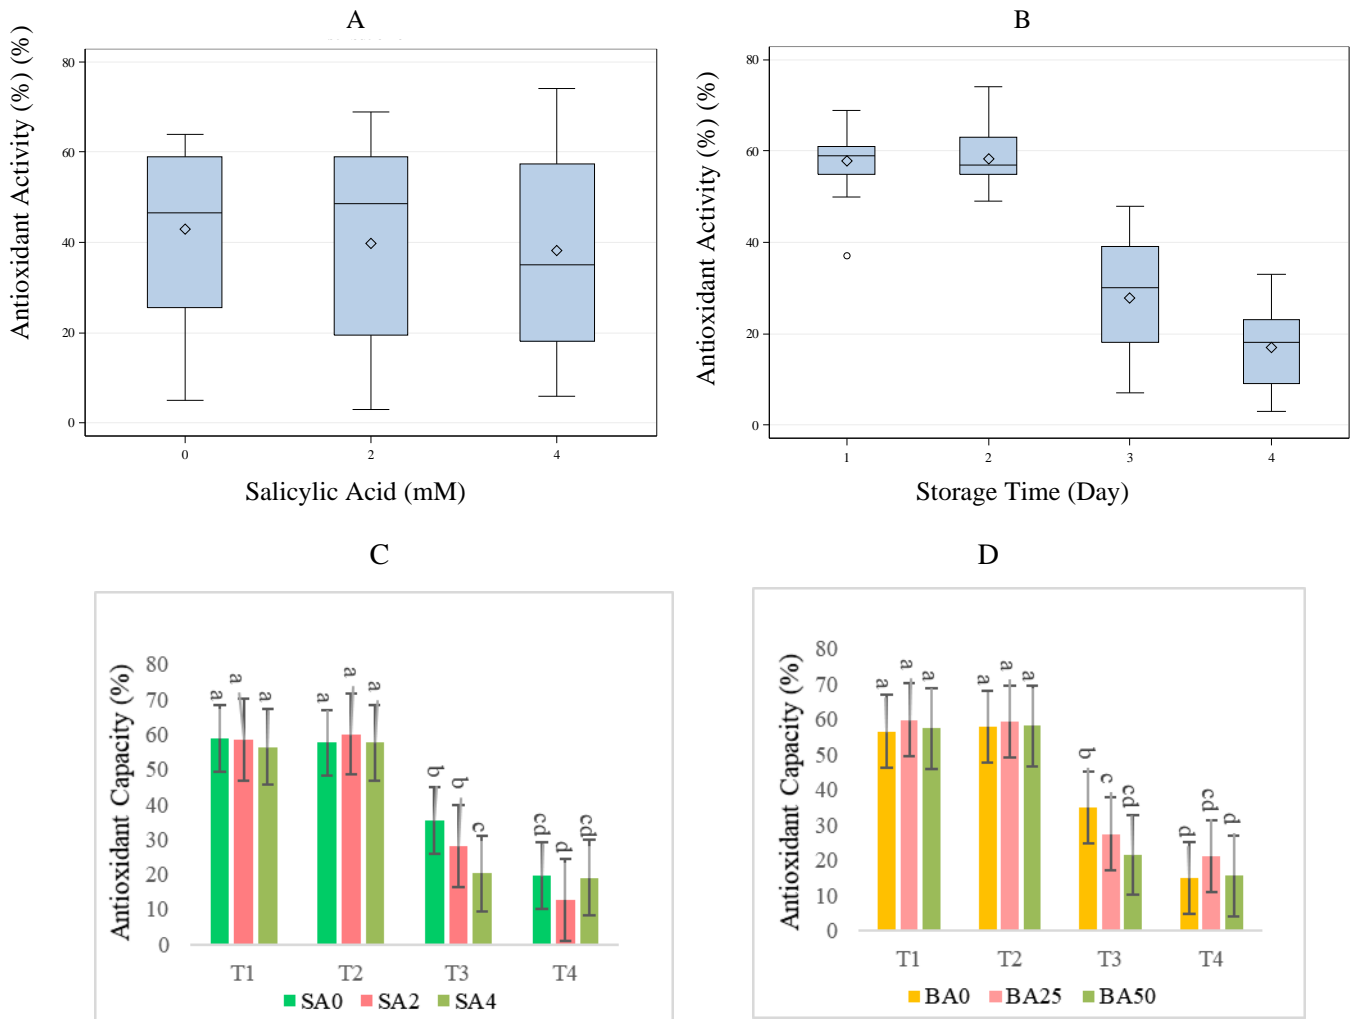 A
Antioxidant Activity (%) (%)
80
60
40
20
0
0 2 4
Salicylic Acid (mM)
B
Antioxidant Activity (%) (%)
80
60
40
20
0
1 2 3 4
Storage Time (Day)
C
Antioxidant Capacity (%)
80
70
60
50
40
30
20
10
0
a a a a a a b b c cd d cd
T1 T2 T3 T4
SA0 SA2 SA4
D
Antioxidant Capacity (%)
80
70
60
50
40
30
20
10
0
a a a a a a b c cd d cd d
T1 T2 T3 T4
BA0 BA25 BA50